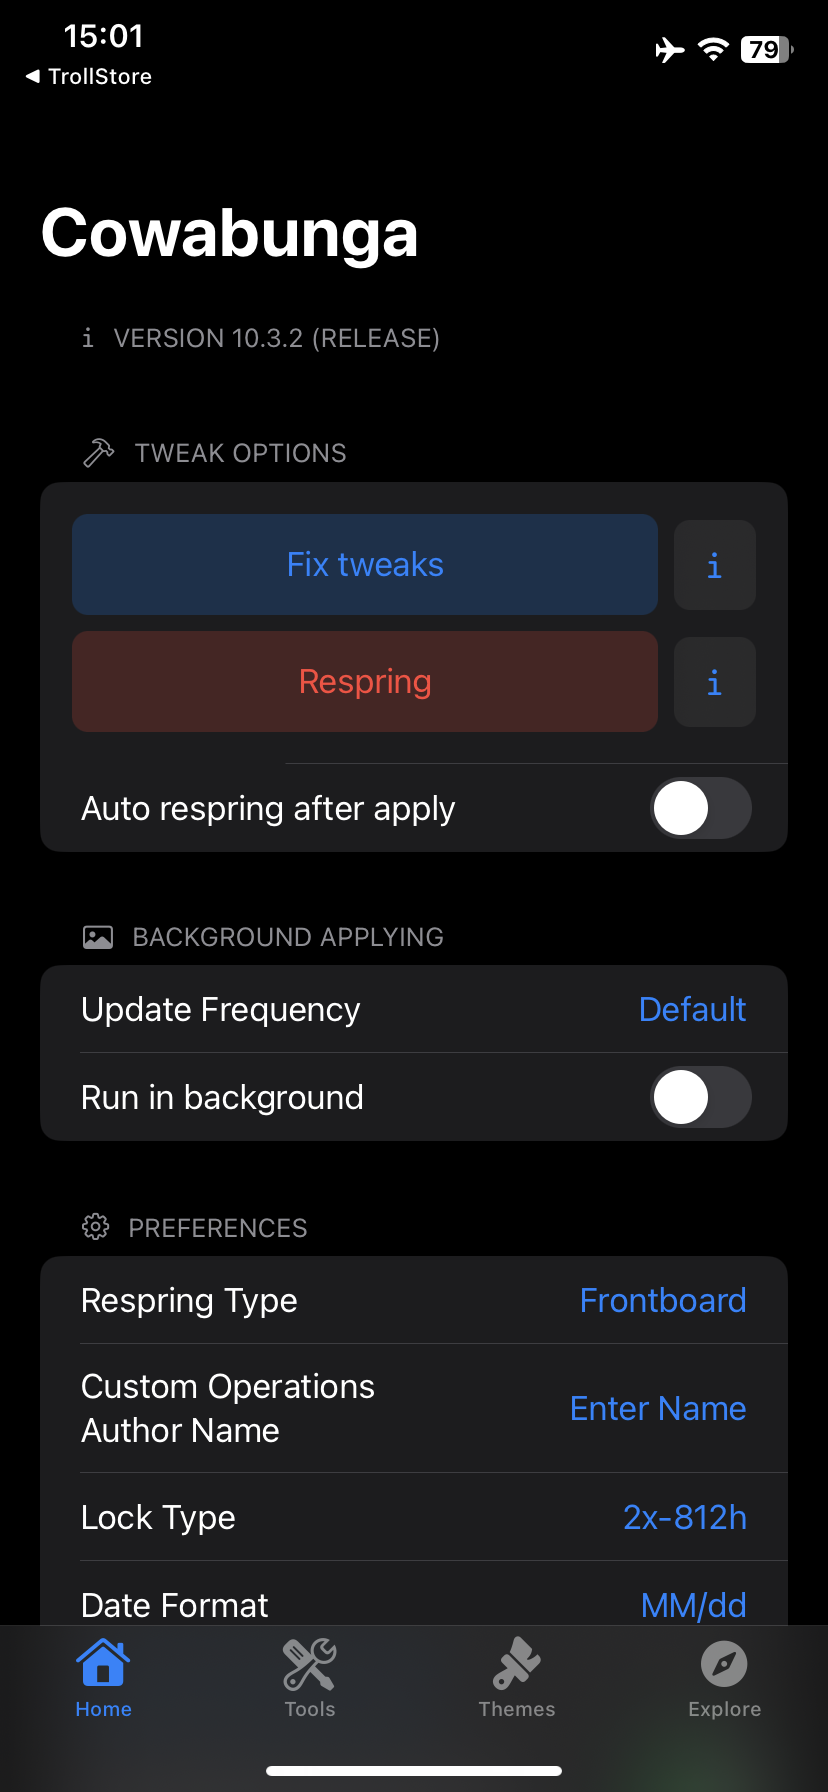 15:01
79
◀ TrollStore
Cowabunga
i VERSION 10.3.2 (RELEASE)
TWEAK OPTIONS
Fix tweaks
i
Respring
i
Auto respring after apply
BACKGROUND APPLYING
Update Frequency
Default
Run in background
PREFERENCES
Respring Type
Frontboard
Custom Operations
Author Name
Enter Name
Lock Type
2x-812h
Date Format
MM/dd
Home
Tools
Themes
Explore